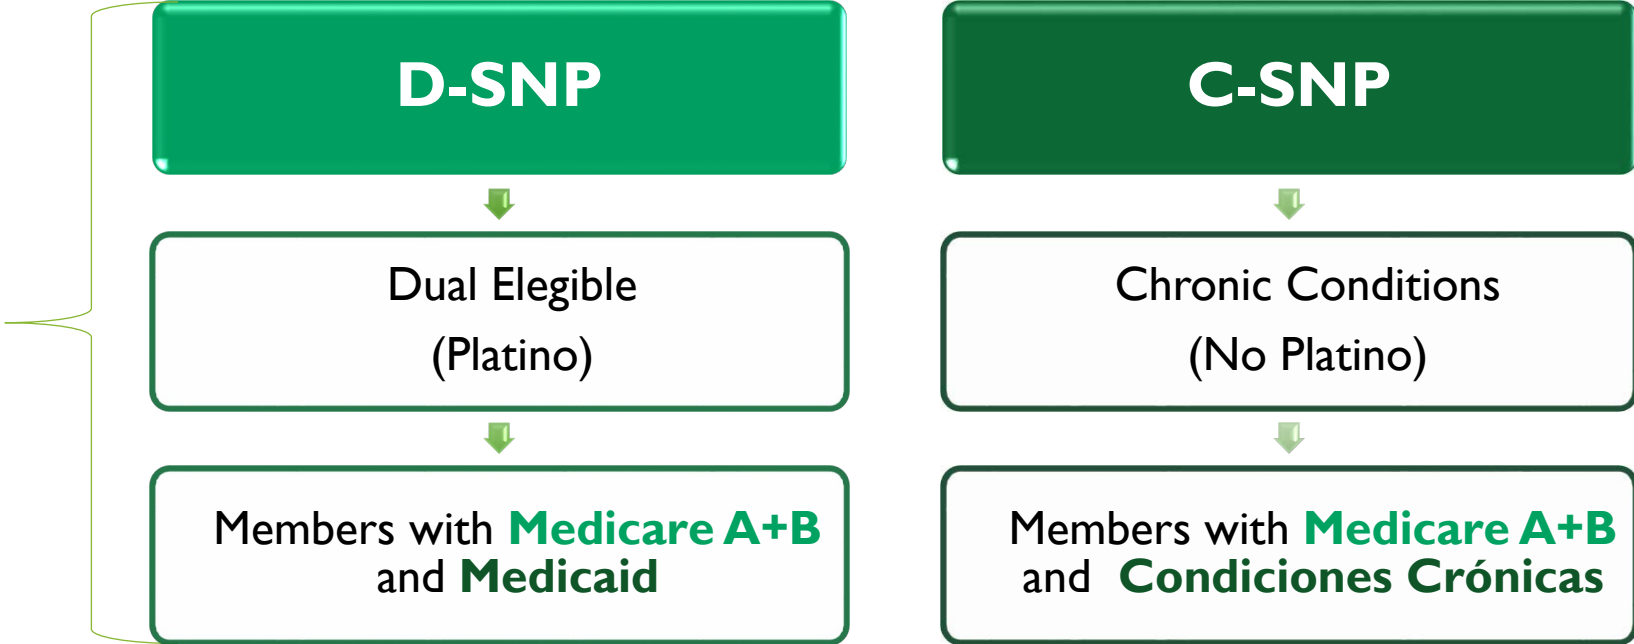 D-SNP
Dual Elegible
(Platino)
Members with Medicare A+B
and Medicaid
C-SNP
Chronic Conditions
(No Platino)
Members with Medicare A+B
and Condiciones Crónicas